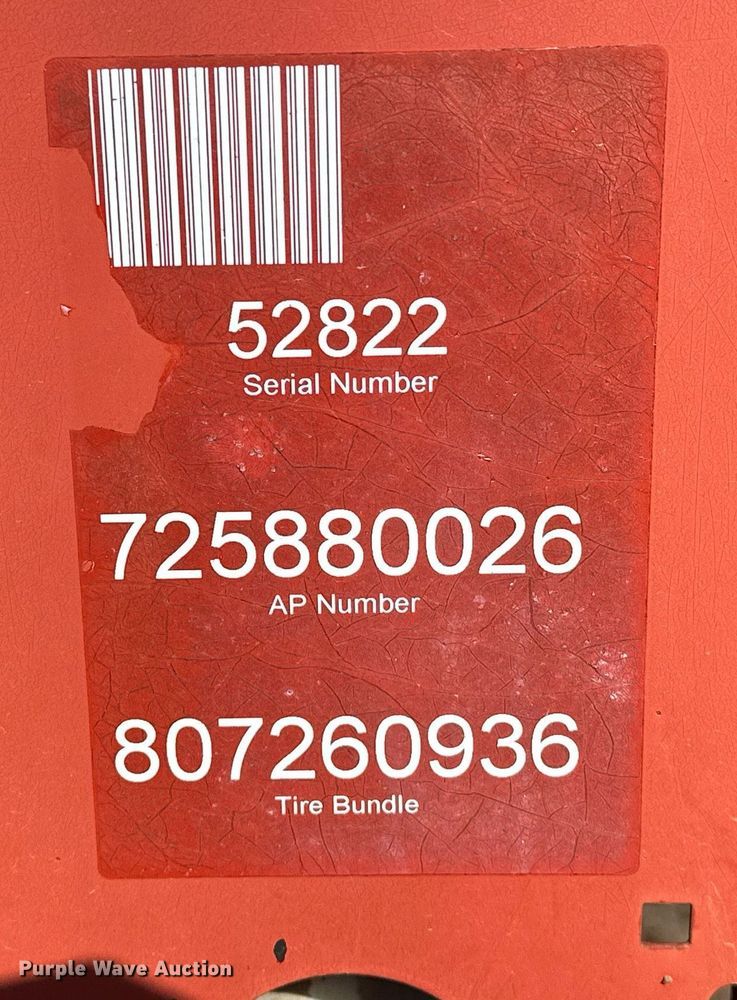 52822
Serial Number
725880026
AP Number
807260936
Tire Bundle
Purple Wave Auction